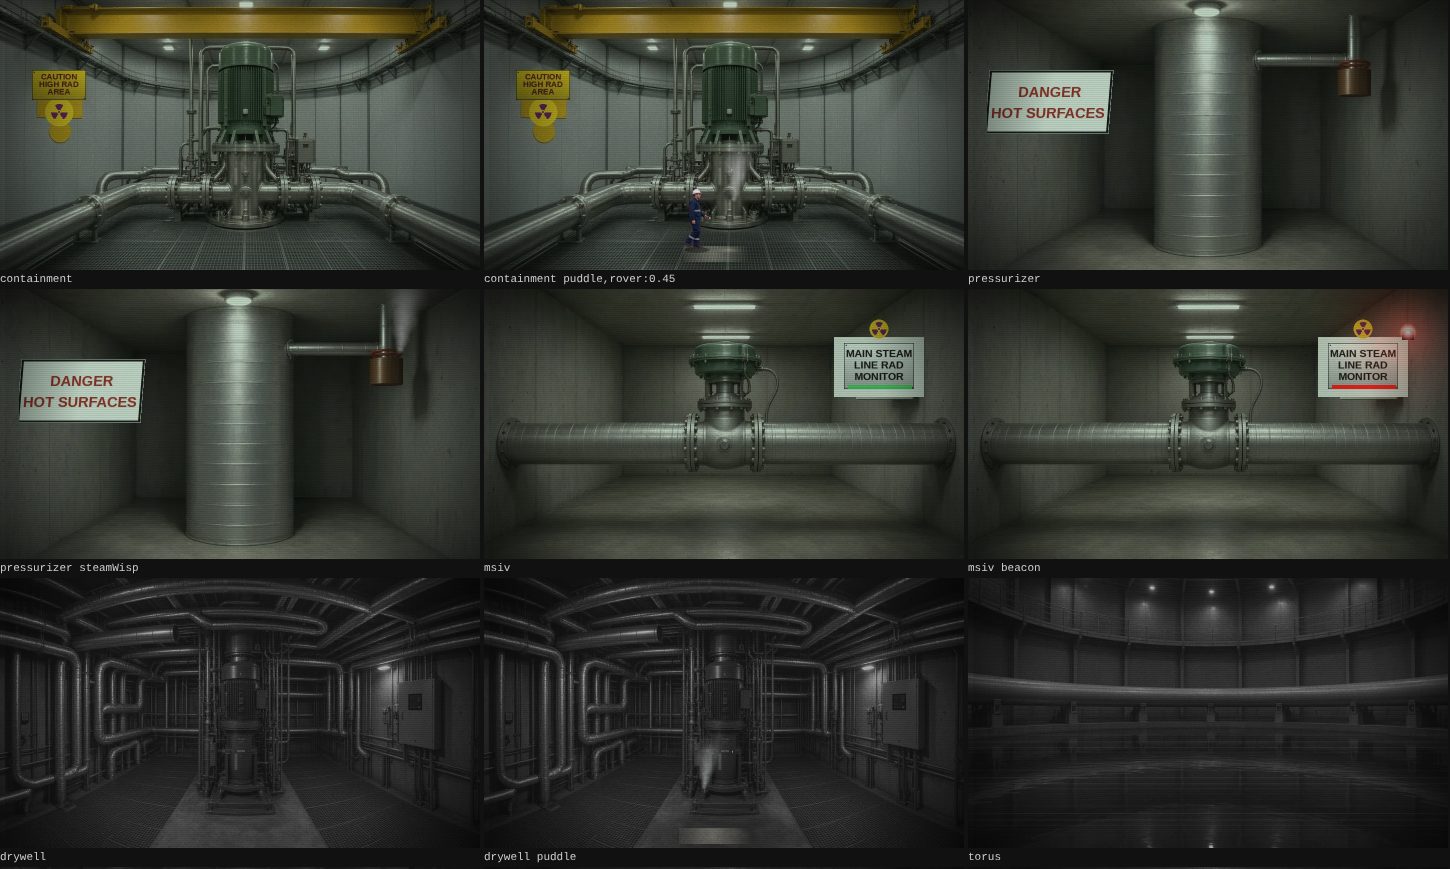 CAUTION
HIGH RAD
AREA
CAUTION
HIGH RAD
AREA
DANGER
HOT SURFACES
containment
containment puddle,rover:0.45
pressurizer
DANGER
HOT SURFACES
MAIN STEAM
LINE RAD
MONITOR
MAIN STEAM
LINE RAD
MONITOR
pressurizer steamWisp
msiv
msiv beacon
drywell
drywell puddle
torus